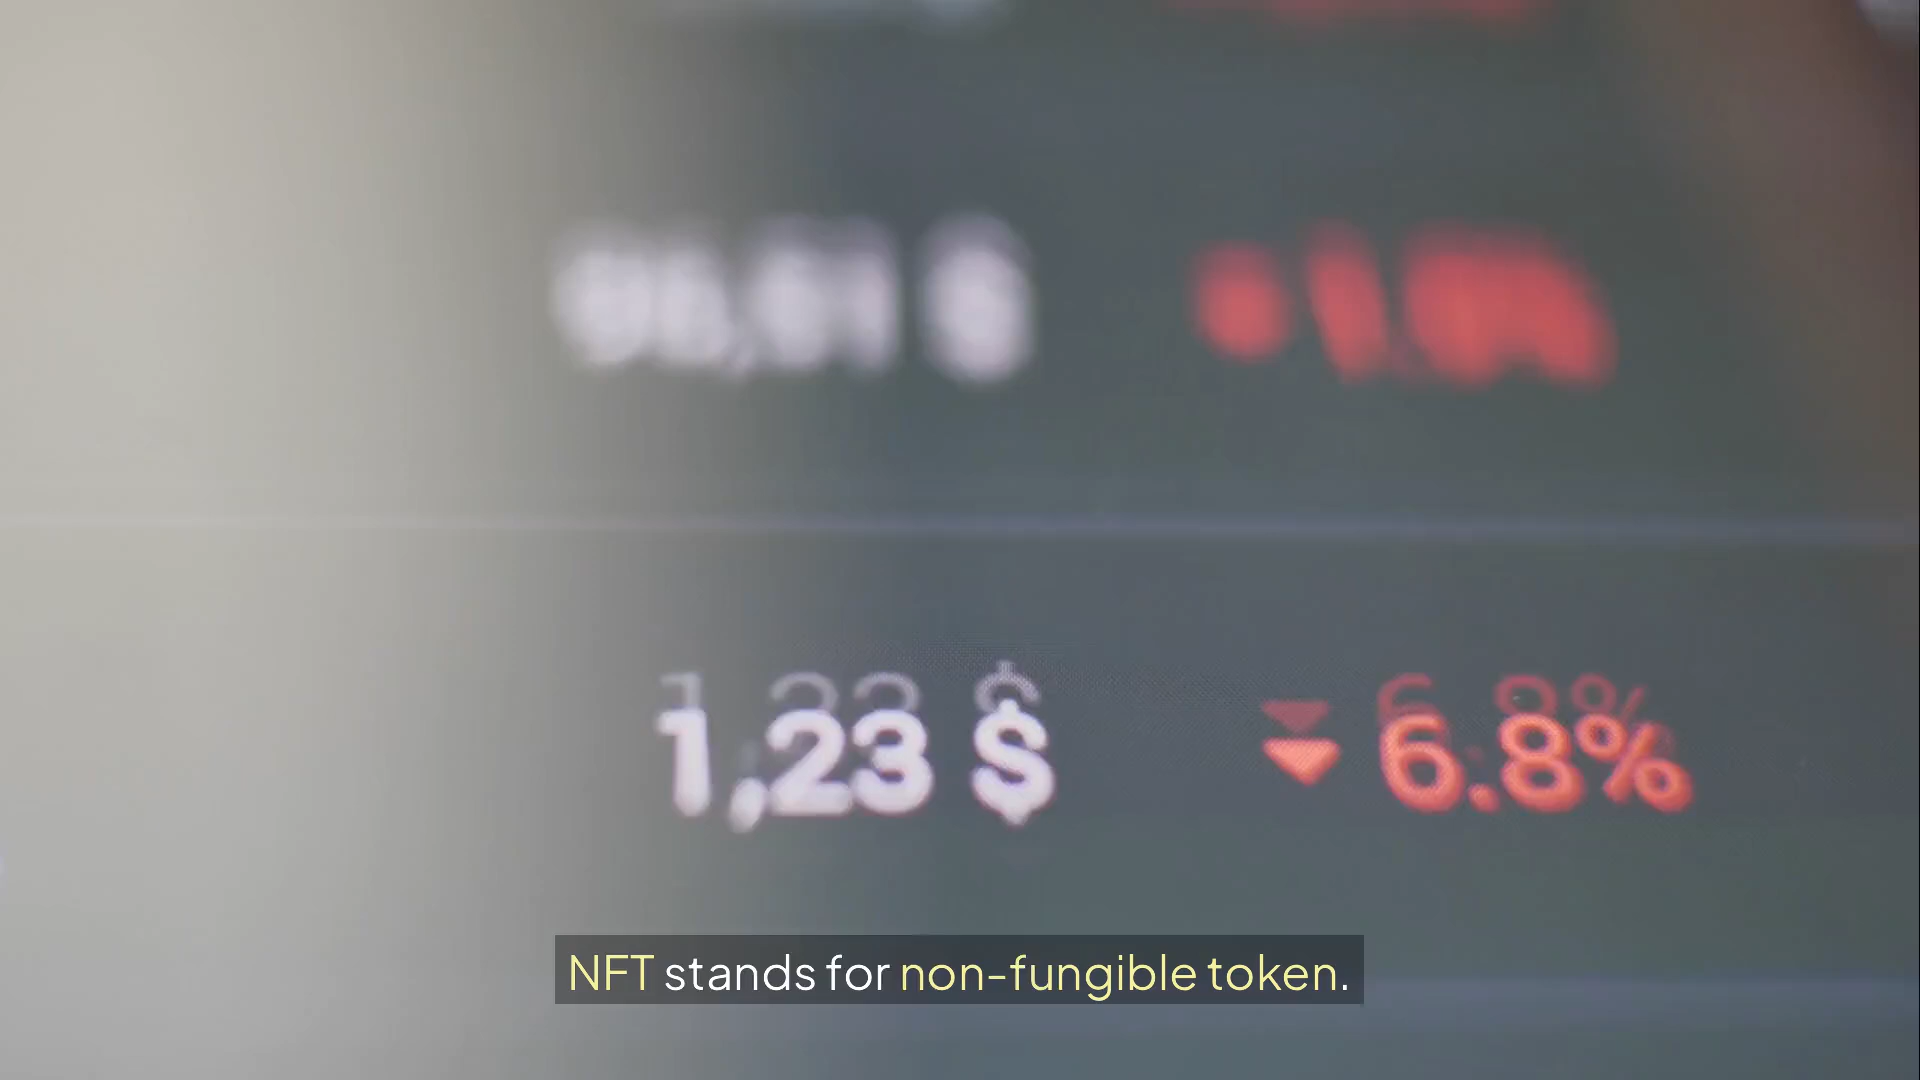 1,23 $ ▼ 6.8%
NFT stands for non-fungible token.